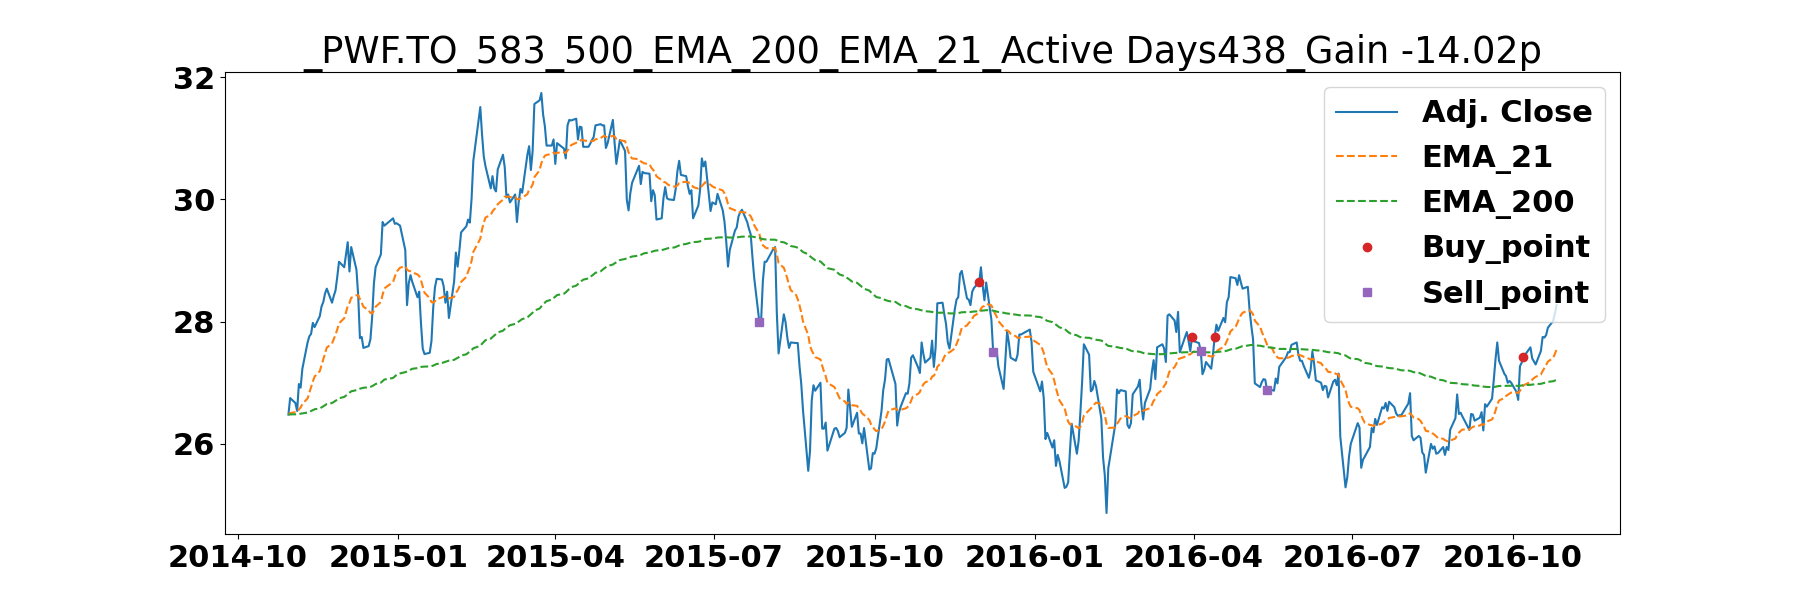 _PWF.TO_583_500_EMA_200_EMA_21_Active Days438_Gain -14.02p
32
30
28
26
Adj. Close
EMA_21
EMA_200
Buy_point
Sell_point
2014-10 2015-01 2015-04 2015-07 2015-10 2016-01 2016-04 2016-07 2016-10